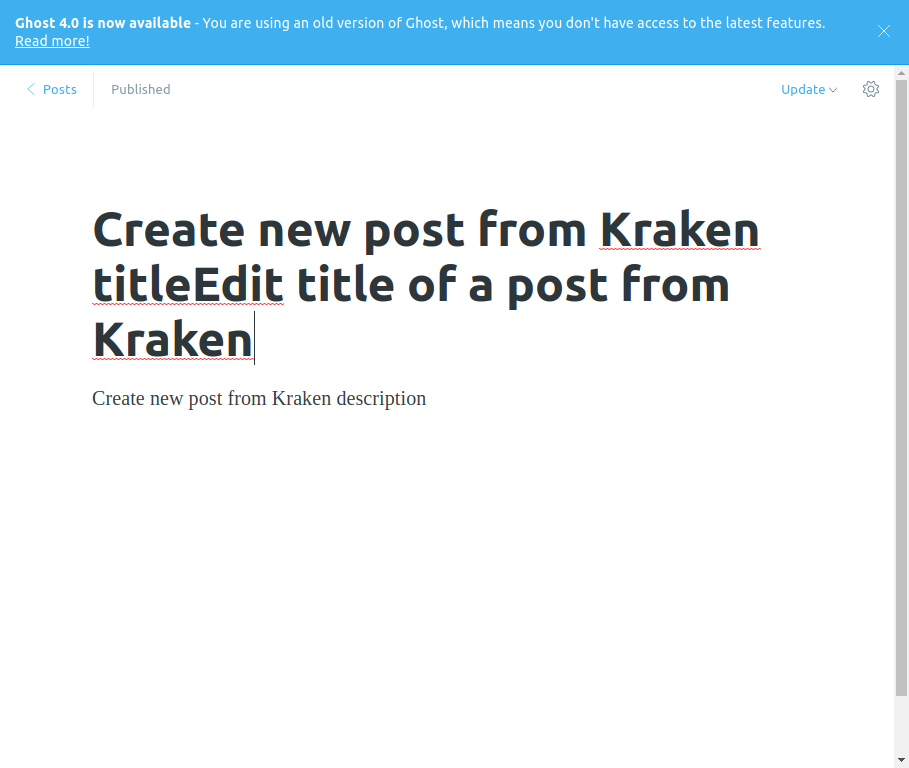 Ghost 4.0 is now available - You are using an old version of Ghost, which means you don't have access to the latest features.
Read more!
Posts
Published
Update
Create new post from Kraken
titleEdit title of a post from
Kraken
Create new post from Kraken description